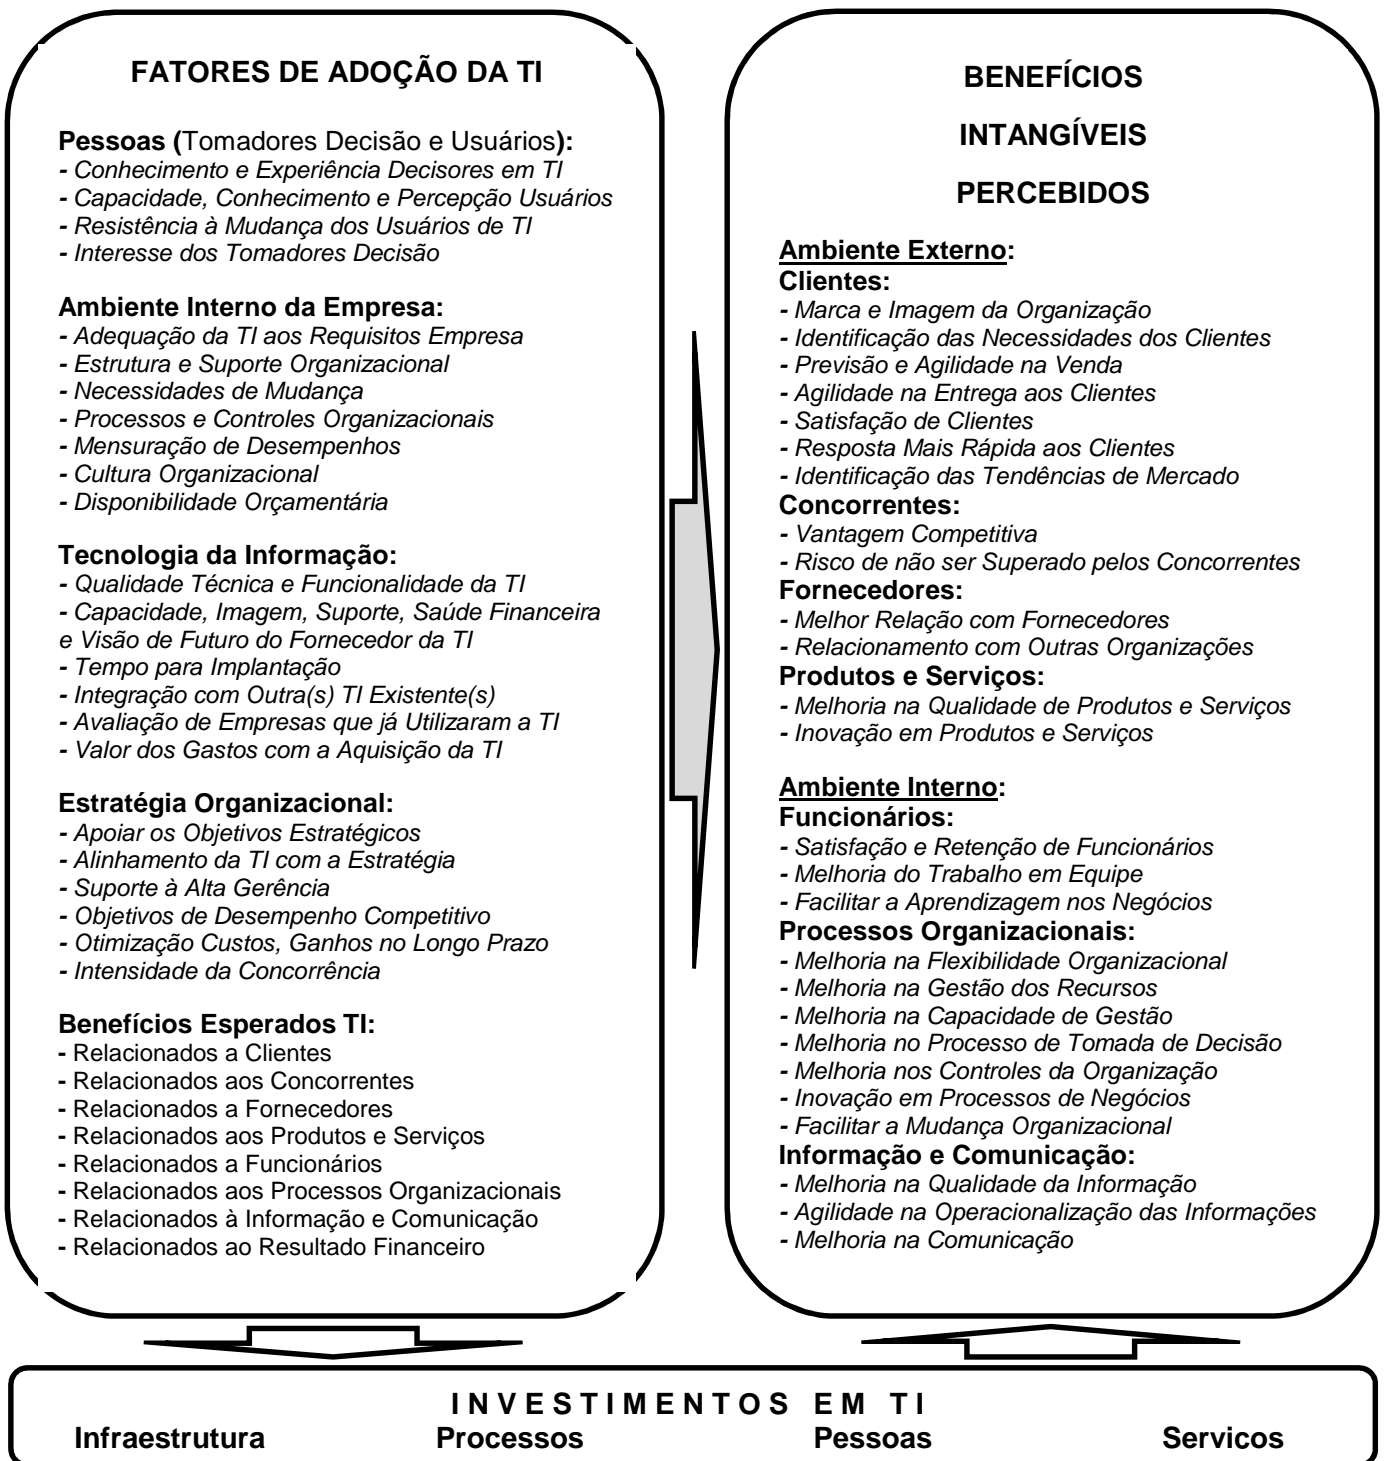 FATORES DE ADOÇÃO DA TI
Pessoas (Tomadores Decisão e Usuários):
- Conhecimento e Experiência Decisores em TI
- Capacidade, Conhecimento e Percepção Usuários
- Resistência à Mudança dos Usuários de TI
- Interesse dos Tomadores Decisão
Ambiente Interno da Empresa:
- Adequação da TI aos Requisitos Empresa
- Estrutura e Suporte Organizacional
- Necessidades de Mudança
- Processos e Controles Organizacionais
- Mensuração de Desempenhos
- Cultura Organizacional
- Disponibilidade Orçamentária
Tecnologia da Informação:
- Qualidade Técnica e Funcionalidade da TI
- Capacidade, Imagem, Suporte, Saúde Financeira
e Visão de Futuro do Fornecedor da TI
- Tempo para Implantação
- Integração com Outra(s) TI Existente(s)
- Avaliação de Empresas que já Utilizaram a TI
- Valor dos Gastos com a Aquisição da TI
Estratégia Organizacional:
- Apoiar os Objetivos Estratégicos
- Alinhamento da TI com a Estratégia
- Suporte à Alta Gerência
- Objetivos de Desempenho Competitivo
- Otimização Custos, Ganhos no Longo Prazo
- Intensidade da Concorrência
Benefícios Esperados TI:
- Relacionados a Clientes
- Relacionados aos Concorrentes
- Relacionados a Fornecedores
- Relacionados aos Produtos e Serviços
- Relacionados a Funcionários
- Relacionados aos Processos Organizacionais
- Relacionados à Informação e Comunicação
- Relacionados ao Resultado Financeiro
BENEFÍCIOS
INTANGÍVEIS
PERCEBIDOS
Ambiente Externo:
Clientes:
- Marca e Imagem da Organização
- Identificação das Necessidades dos Clientes
- Previsão e Agilidade na Venda
- Agilidade na Entrega aos Clientes
- Satisfação de Clientes
- Resposta Mais Rápida aos Clientes
- Identificação das Tendências de Mercado
Concorrentes:
- Vantagem Competitiva
- Risco de não ser Superado pelos Concorrentes
Fornecedores:
- Melhor Relação com Fornecedores
- Relacionamento com Outras Organizações
Produtos e Serviços:
- Melhoria na Qualidade de Produtos e Serviços
- Inovação em Produtos e Serviços
Ambiente Interno:
Funcionários:
- Satisfação e Retenção de Funcionários
- Melhoria do Trabalho em Equipe
- Facilitar a Aprendizagem nos Negócios
Processos Organizacionais:
- Melhoria na Flexibilidade Organizacional
- Melhoria na Gestão dos Recursos
- Melhoria na Capacidade de Gestão
- Melhoria no Processo de Tomada de Decisão
- Melhoria nos Controles da Organização
- Inovação em Processos de Negócios
- Facilitar a Mudança Organizacional
Informação e Comunicação:
- Melhoria na Qualidade da Informação
- Agilidade na Operacionalização das Informações
- Melhoria na Comunicação
INVESTIMENTOS EM TI
Infraestrutura Processos Pessoas Servicos